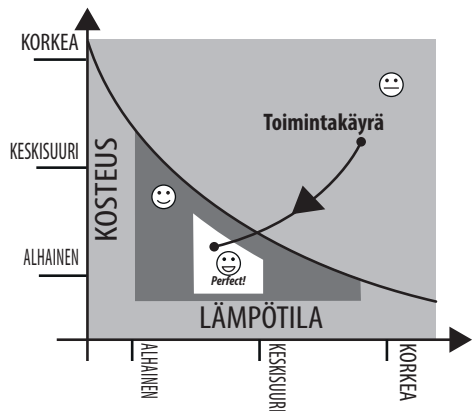 KORKEA
Toimintakäyrä
KESKISUURI
KOSTEUS
ALHAINEN
Perfect!
LÄMPÖTILA
ALHAINEN
KESKISUURI
KORKEA